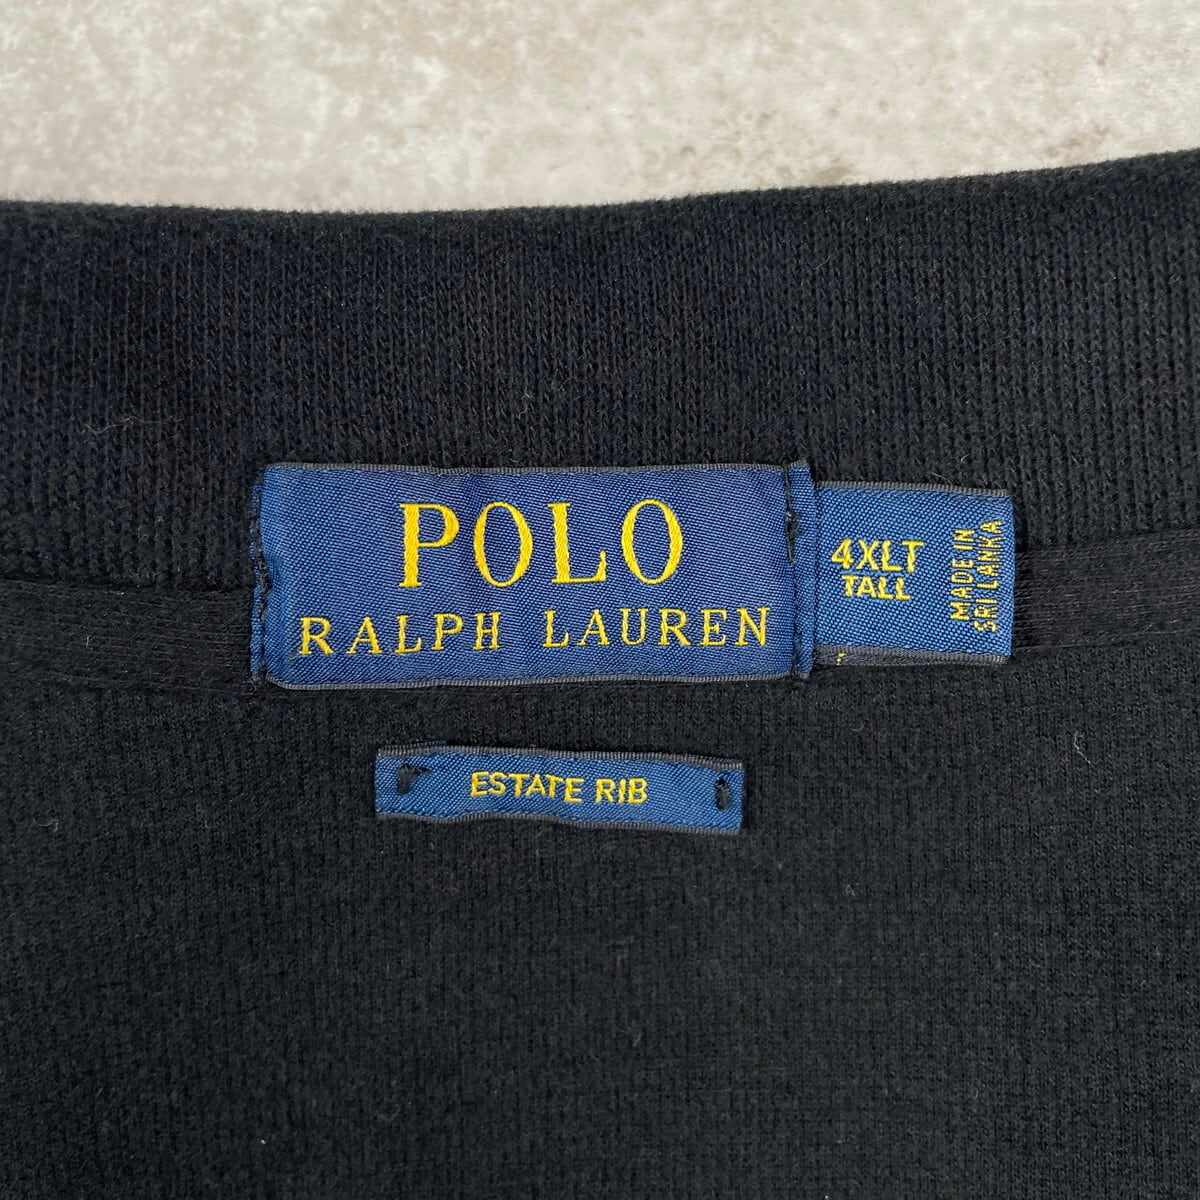 POLO
RALPH LAUREN
4XLT
TALL
MADE IN
SRI LANKA
ESTATE RIB